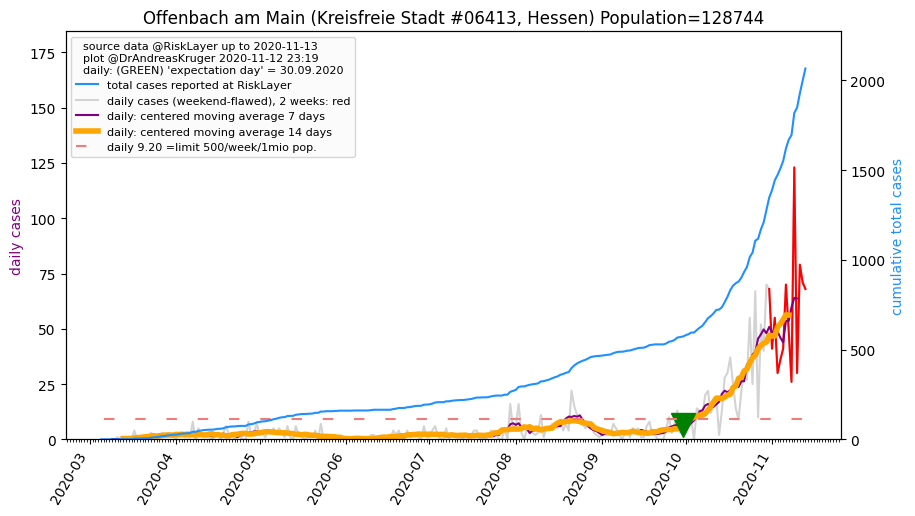 Offenbach am Main (Kreisfreie Stadt #06413, Hessen) Population=128744
source data @RiskLayer up to 2020-11-13
plot @DrAndreasKruger 2020-11-12 23:19
daily: (GREEN) 'expectation day' = 30.09.2020
total cases reported at RiskLayer
daily cases (weekend-flawed), 2 weeks: red
daily: centered moving average 7 days
daily: centered moving average 14 days
daily 9.20 =limit 500/week/1mio pop.
daily cases
175
150
125
100
75
50
25
0
cumulative total cases
2000
1500
1000
500
0
2020-03
2020-04
2020-05
2020-06
2020-07
2020-08
2020-09
2020-10
2020-11